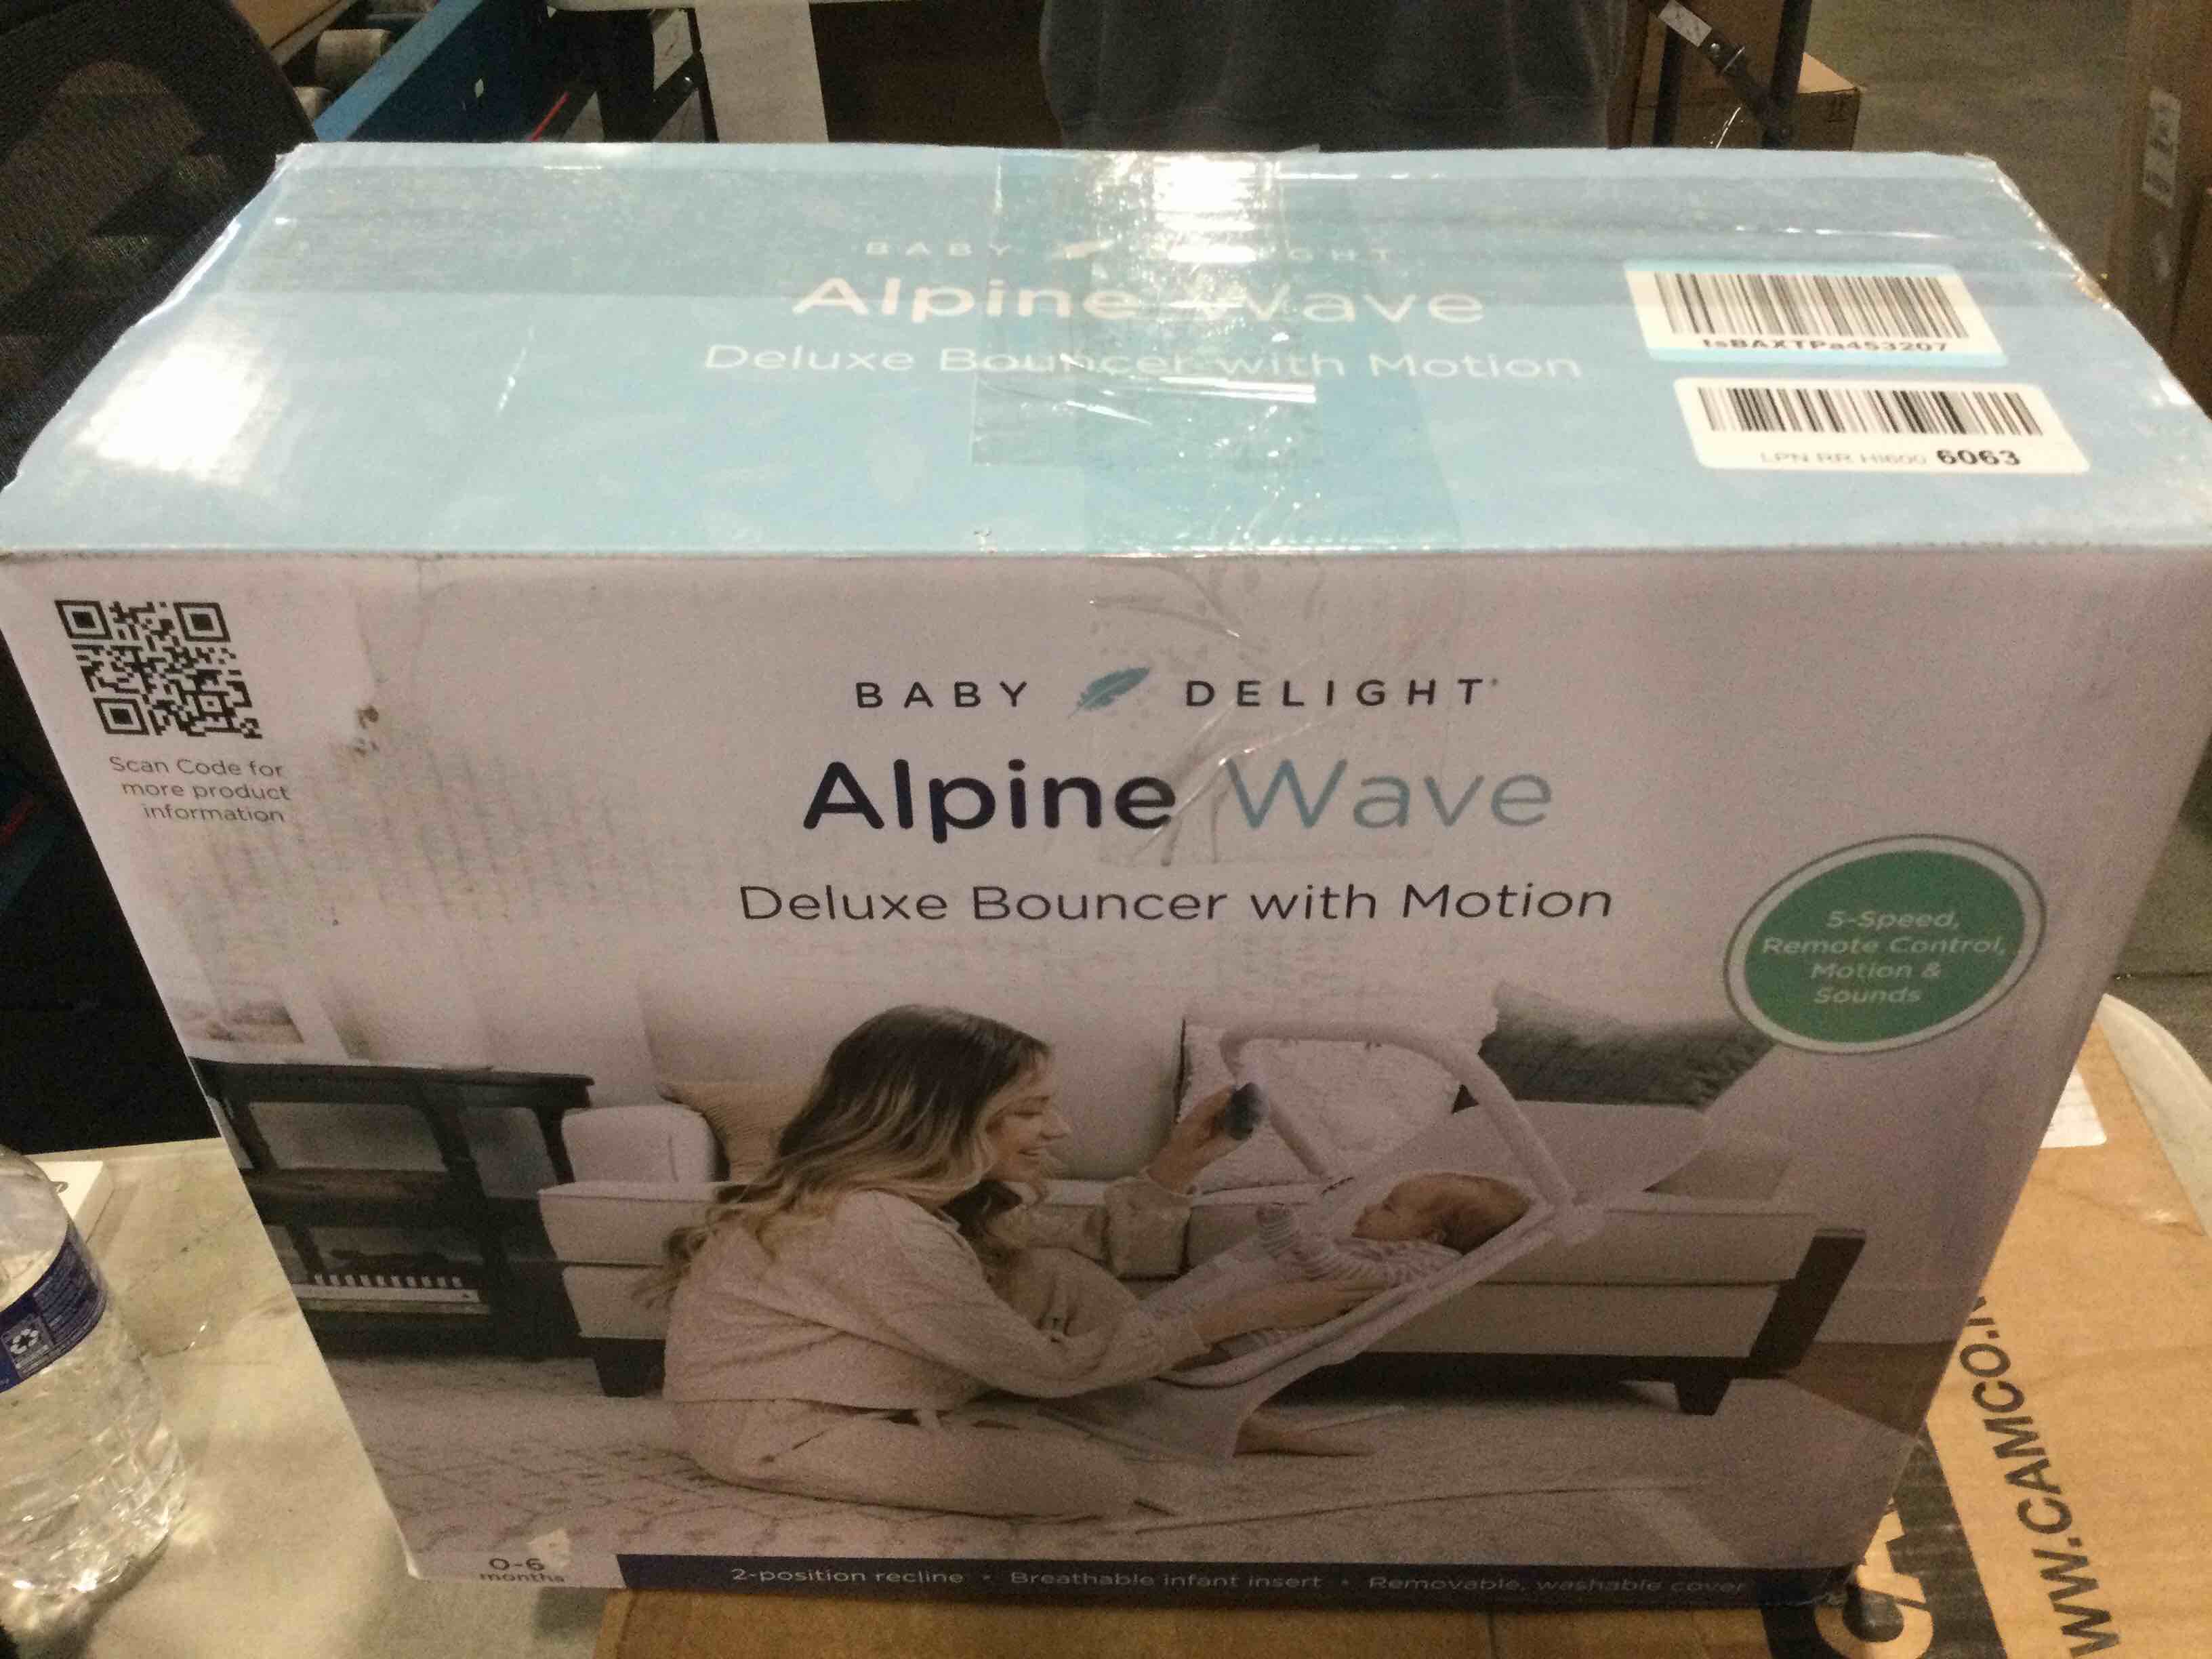 BABY DELIGHT
Alpine Wave
Deluxe Bouncer with Motion
1sBAXTPa453207
LPN RR HI600 6063
Scan Code for
more product
information
BABY DELIGHT
Alpine Wave
Deluxe Bouncer with Motion
5-Speed,
Remote Control,
Motion &
Sounds
0-6
months
2-position recline • Breathable infant insert • Removable, washable cover
WWW.CAMCO.